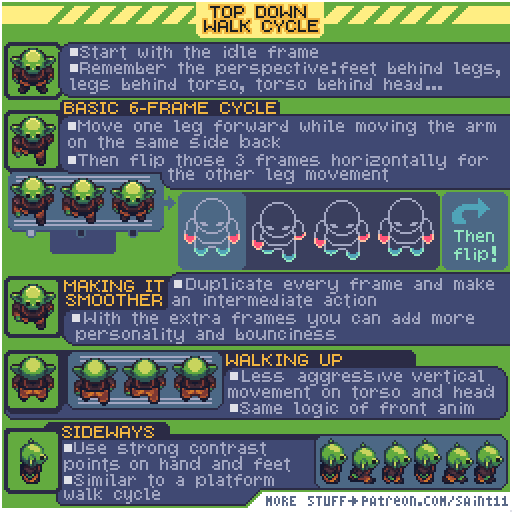 TOP DOWN
WALK CYCLE
▪Start with the idle frame
▪Remember the perspective:feet behind legs,
legs behind torso, torso behind head...
BASIC 6-FRAME CYCLE
▪Move one leg forward while moving the arm
on the same side back
▪Then flip those 3 frames horizontally for
the other leg movement
Then
flip!
MAKING IT
SMOOTHER
▪Duplicate every frame and make
an intermediate action
▪With the extra frames you can add more
personality and bounciness
WALKING UP
▪Less aggressive vertical
movement on torso and head
▪Same logic of front anim
SIDEWAYS
▪Use strong contrast
points on hand and feet
▪Similar to a platform
walk cycle
MORE STUFF→PATREON.COM/SAINT11